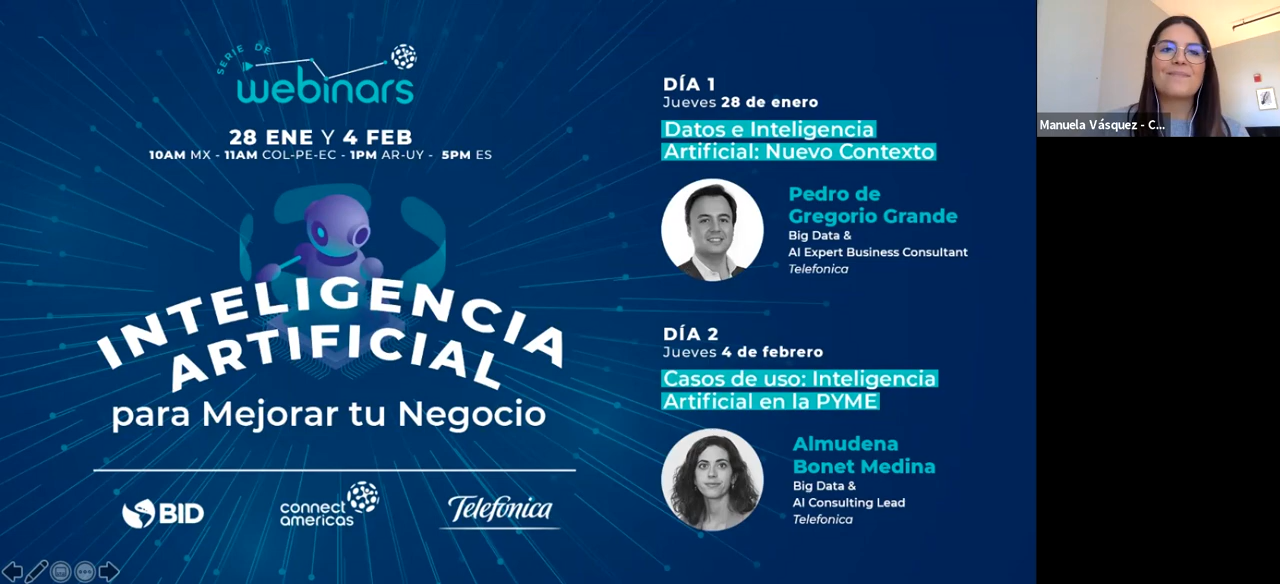 SERIE DE
webinars
28 ENE Y 4 FEB
10AM MX - 11AM COL-PE-EC - 1PM AR-UY - 5PM ES
INTELIGENCIA
ARTIFICIAL
para Mejorar tu Negocio
BID
connect
americas
Telefónica
DÍA 1
Jueves 28 de enero
Datos e Inteligencia
Artificial: Nuevo Contexto
Pedro de
Gregorio Grande
Big Data &
AI Expert Business Consultant
Telefonica
DÍA 2
Jueves 4 de febrero
Casos de uso: Inteligencia
Artificial en la PYME
Almudena
Bonet Medina
Big Data &
AI Consulting Lead
Telefonica
Manuela Vásquez - C...